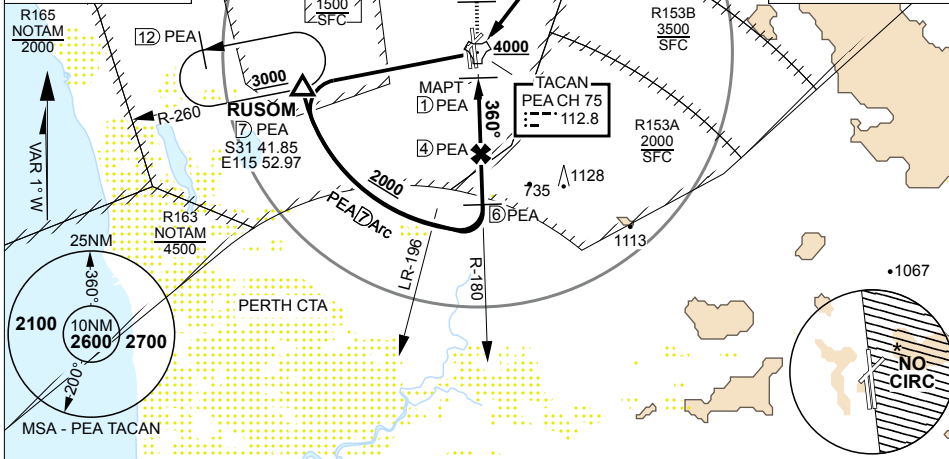 R165
NOTAM
2000
1500
SFC
12 PEA
3000
RUSOM
7 PEA
S31 41.85
E115 52.97
R-260
VAR 1° W
4000
MAPT
1 PEA
360°
4 PEA
TACAN
PEA CH 75
112.8
R153B
3500
SFC
R153A
2000
SFC
2000
PEA 7 Arc
735
1128
6 PEA
1113
R163
NOTAM
4500
LR-196
R-180
1067
25NM
360°
2100
10NM
2600
2700
200°
MSA - PEA TACAN
PERTH CTA
*
NO
CIRC